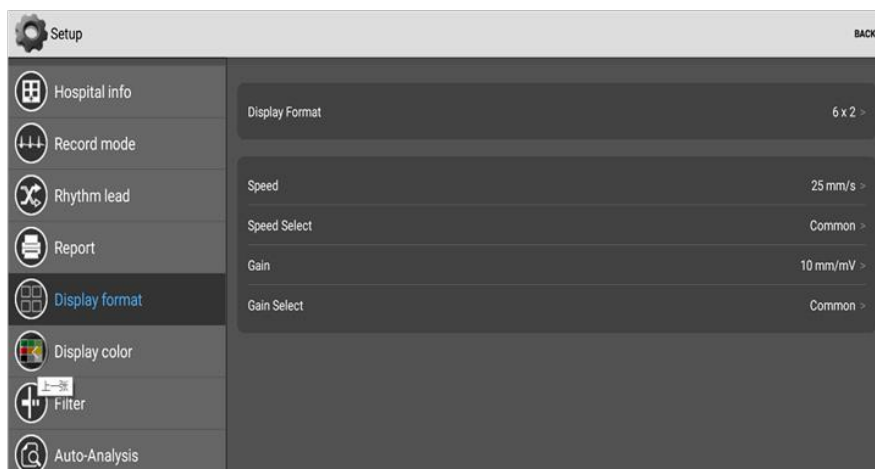 Setup
BACK
Hospital info
Record mode
Rhythm lead
Report
Display format
Display color
上一张
Filter
Auto-Analysis
Display Format 6 x 2 >
Speed 25 mm/s >
Speed Select Common >
Gain 10 mm/mV >
Gain Select Common >